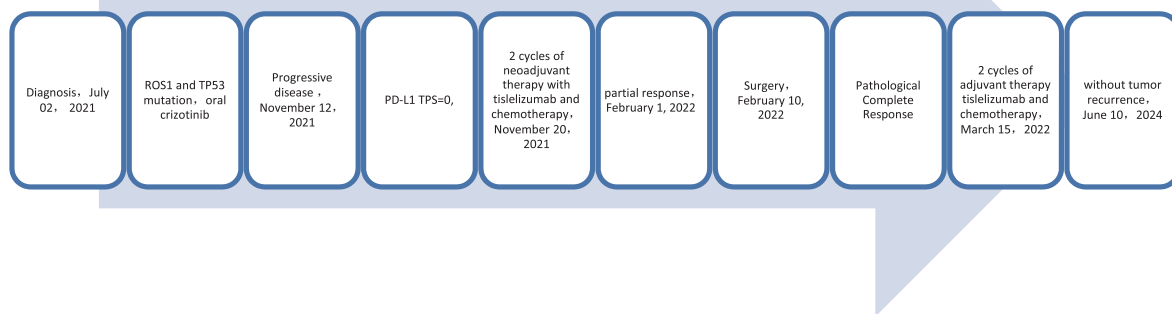 Diagnosis，July
02， 2021
ROS1 and TP53
mutation，oral
crizotinib
Progressive
disease ，
November 12，
2021
PD-L1 TPS=0,
2 cycles of
neoadjuvant
therapy with
tislelizumab and
chemotherapy，
November 20，
2021
partial response，
February 1, 2022
Surgery，
February 10,
2022
Pathological
Complete
Response
2 cycles of
adjuvant therapy
tislelizumab and
chemotherapy，
March 15， 2022
without tumor
recurrence，
June 10， 2024